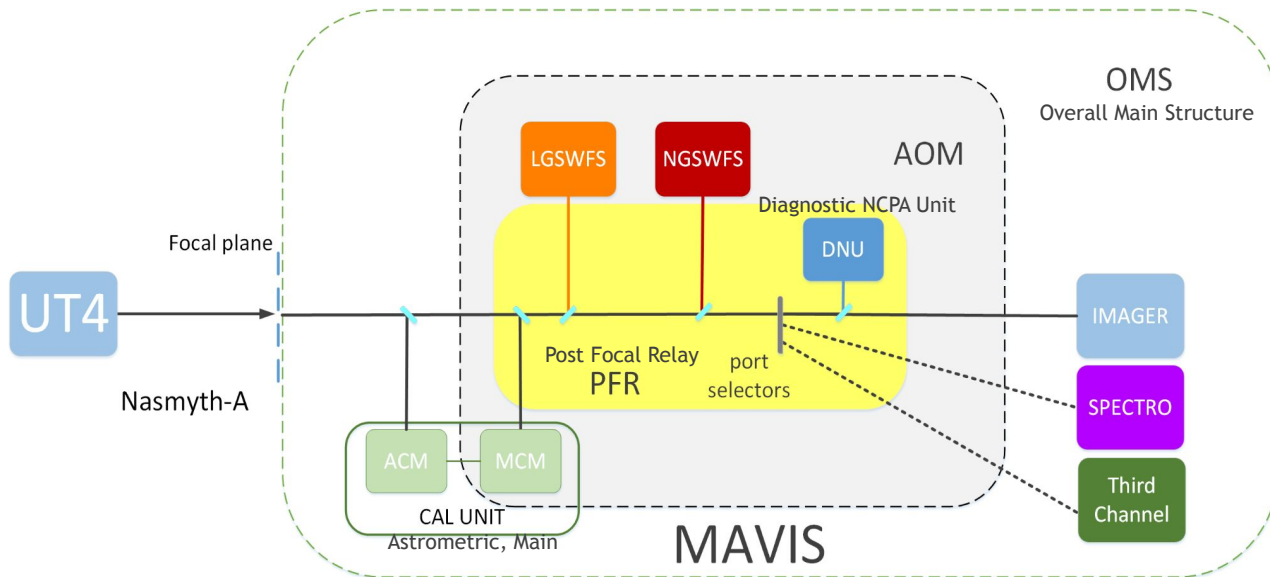 OMS
Overall Main Structure
AOM
LGSWFS
NGSWFS
Diagnostic NCPA Unit
DNU
Focal plane
UT4
Nasmyth-A
IMAGER
Post Focal Relay
PFR
port
selectors
SPECTRO
ACM
MCM
CAL UNIT
Astrometric, Main
Third
Channel
MAVIS